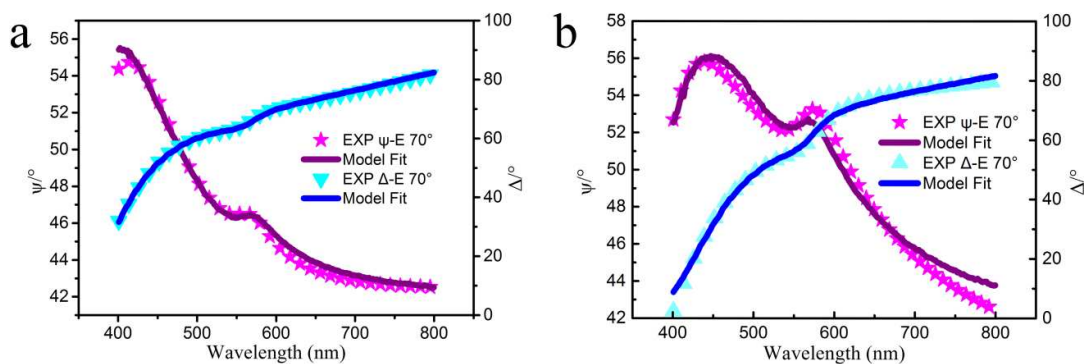 a
ψ/°
56
54
52
50
48
46
44
42
100
80
60
40
20
0
Δ/°
EXP ψ-E 70°
Model Fit
EXP Δ-E 70°
Model Fit
400 500 600 700 800
Wavelength (nm)
b
ψ/°
58
56
54
52
50
48
46
44
42
100
80
60
40
20
0
Δ/°
EXP ψ-E 70°
Model Fit
EXP Δ-E 70°
Model Fit
400 500 600 700 800
Wavelength (nm)